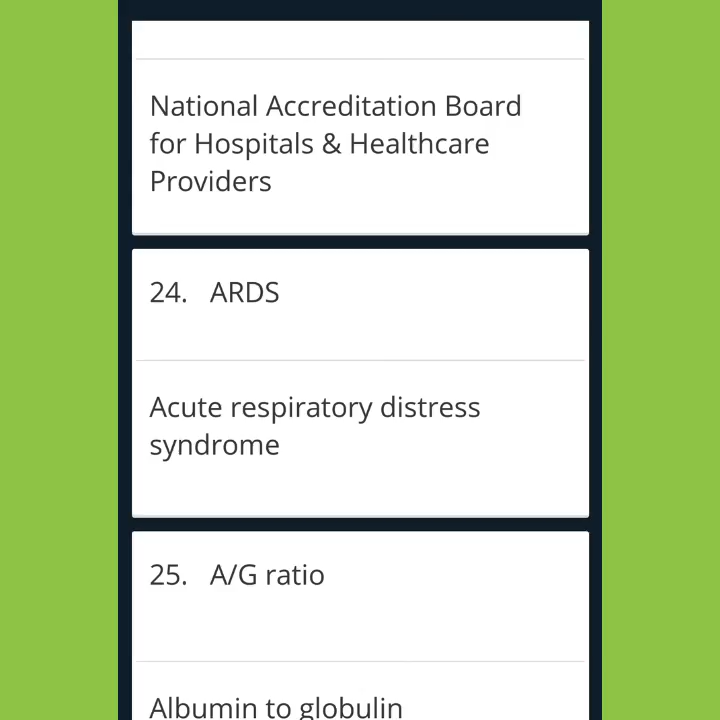 National Accreditation Board
for Hospitals & Healthcare
Providers
24. ARDS
Acute respiratory distress
syndrome
25. A/G ratio
Albumin to globulin